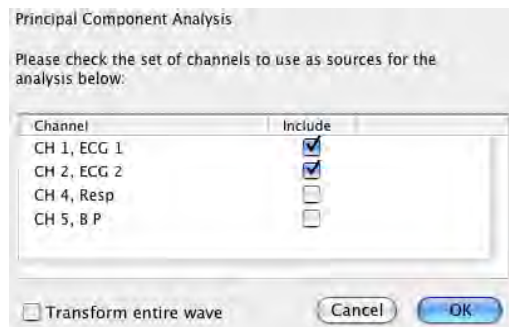 Principal Component Analysis
Please check the set of channels to use as sources for the
analysis below:
Channel Include
CH 1, ECG 1
CH 2, ECG 2
CH 4, Resp
CH 5, B P
Transform entire wave Cancel OK